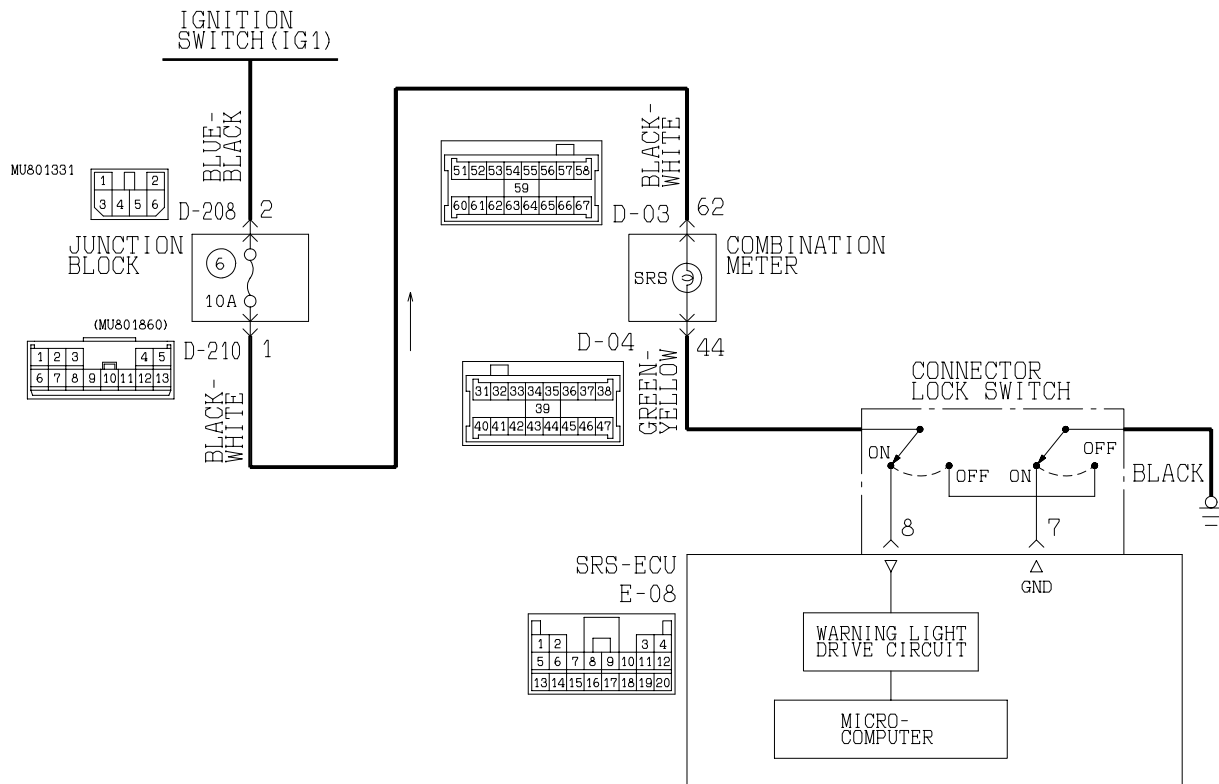 IGNITION
SWITCH(IG1)
BLUE-
BLACK
MU801331
1 2
3 4 5 6
D-208 2
JUNCTION
BLOCK
6
10A
(MU801860)
1 2 3 4 5
6 7 8 9 10 11 12 13
D-210 1
BLACK-
WHITE
BLACK-
WHITE
51 52 53 54 55 56 57 58
59
60 61 62 63 64 65 66 67
D-03 62
COMBINATION
METER
SRS
D-04 44
31 32 33 34 35 36 37 38
39
40 41 42 43 44 45 46 47
GREEN-
YELLOW
CONNECTOR
LOCK SWITCH
ON
OFF
ON
OFF
BLACK
8
7
GND
SRS-ECU
E-08
1 2 3 4
5 6 7 8 9 10 11 12
13 14 15 16 17 18 19 20
WARNING LIGHT
DRIVE CIRCUIT
MICRO-
COMPUTER